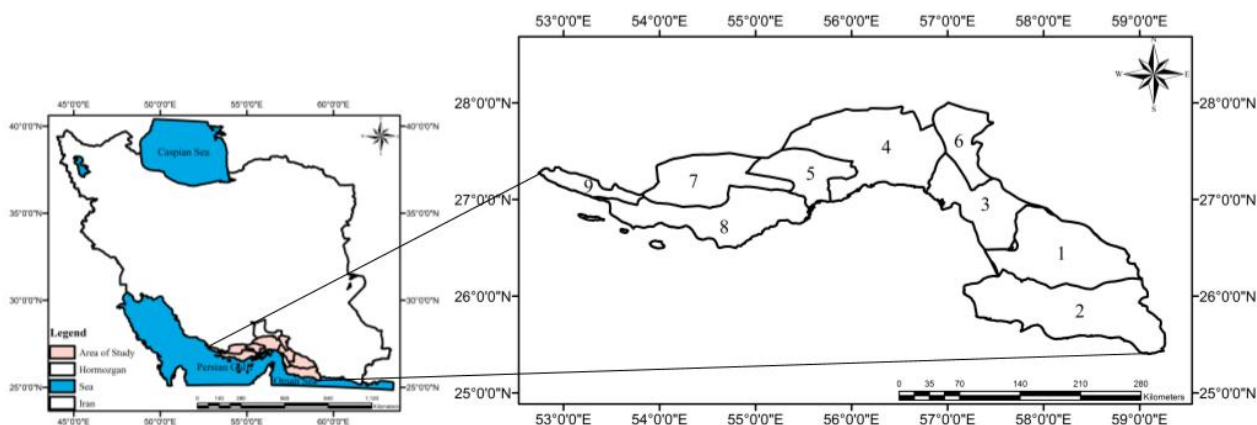 45°0'0"E 50°0'0"E 55°0'0"E 60°0'0"E
40°0'0"N 40°0'0"N
Caspian Sea
35°0'0"N 35°0'0"N
30°0'0"N 30°0'0"N
Legend
Area of Study
Hormozgan
Sea
Iran
Persian Gulf
Oman Sea
25°0'0"N 25°0'0"N
Kilometers
45°0'0"E 50°0'0"E 55°0'0"E 60°0'0"E
53°0'0"E 54°0'0"E 55°0'0"E 56°0'0"E 57°0'0"E 58°0'0"E 59°0'0"E
N
W E
S
28°0'0"N 28°0'0"N
6
4
5
7
9
27°0'0"N 27°0'0"N
3
8
1
26°0'0"N 26°0'0"N
2
0 35 70 140 210 280
Kilometers
25°0'0"N 25°0'0"N
53°0'0"E 54°0'0"E 55°0'0"E 56°0'0"E 57°0'0"E 58°0'0"E 59°0'0"E